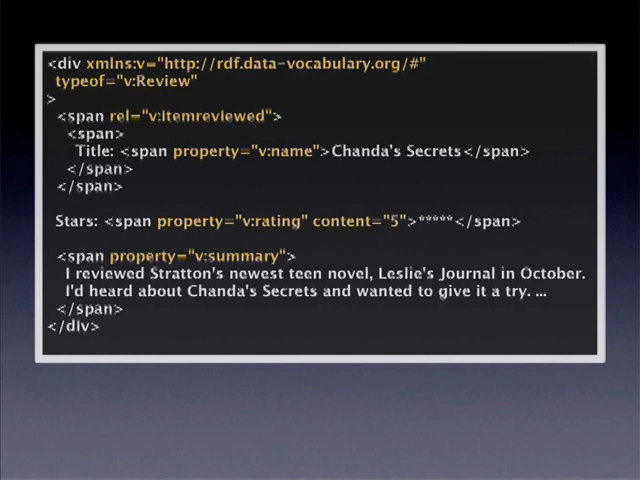 <div xmlns:v="http://rdf.data-vocabulary.org/#"
typeof="v:Review"
>
<span rel="v:itemreviewed">
<span>
Title: <span property="v:name">Chanda's Secrets</span>
</span>
</span>
Stars: <span property="v:rating" content="5">*****</span>
<span property="v:summary">
I reviewed Stratton's newest teen novel, Leslie's Journal in October.
I'd heard about Chanda's Secrets and wanted to give it a try. ...
</span>
</div>